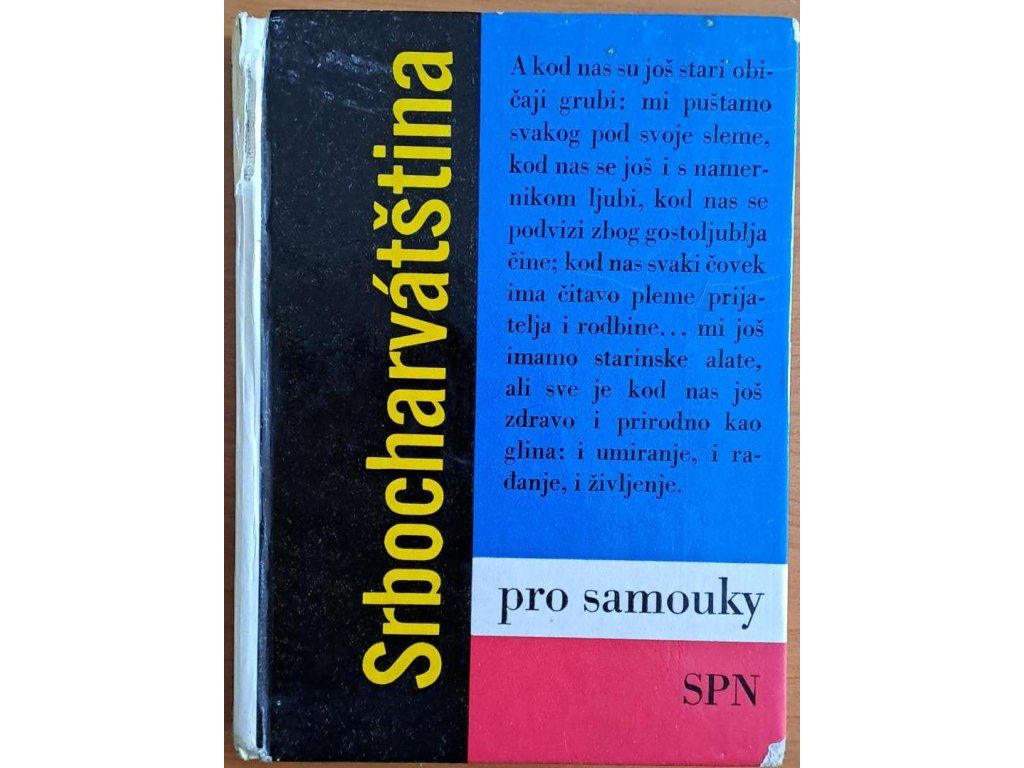 Srbocharvátština
A kod nas su još stari obi-
čaji grubi: mi puštamo
svakog pod svoje sleme,
kod nas se još i s namer-
nikom ljubi, kod nas se
podvizi zbog gostoljublja
čine; kod nas svaki čovek
ima čitavo pleme prija-
telja i rodbine... mi još
imamo starinske alate,
ali sve je kod nas još
zdravo i prirodno kao
glina: i umiranje, i ra-
đanje, i življenje.
pro samouky
SPN